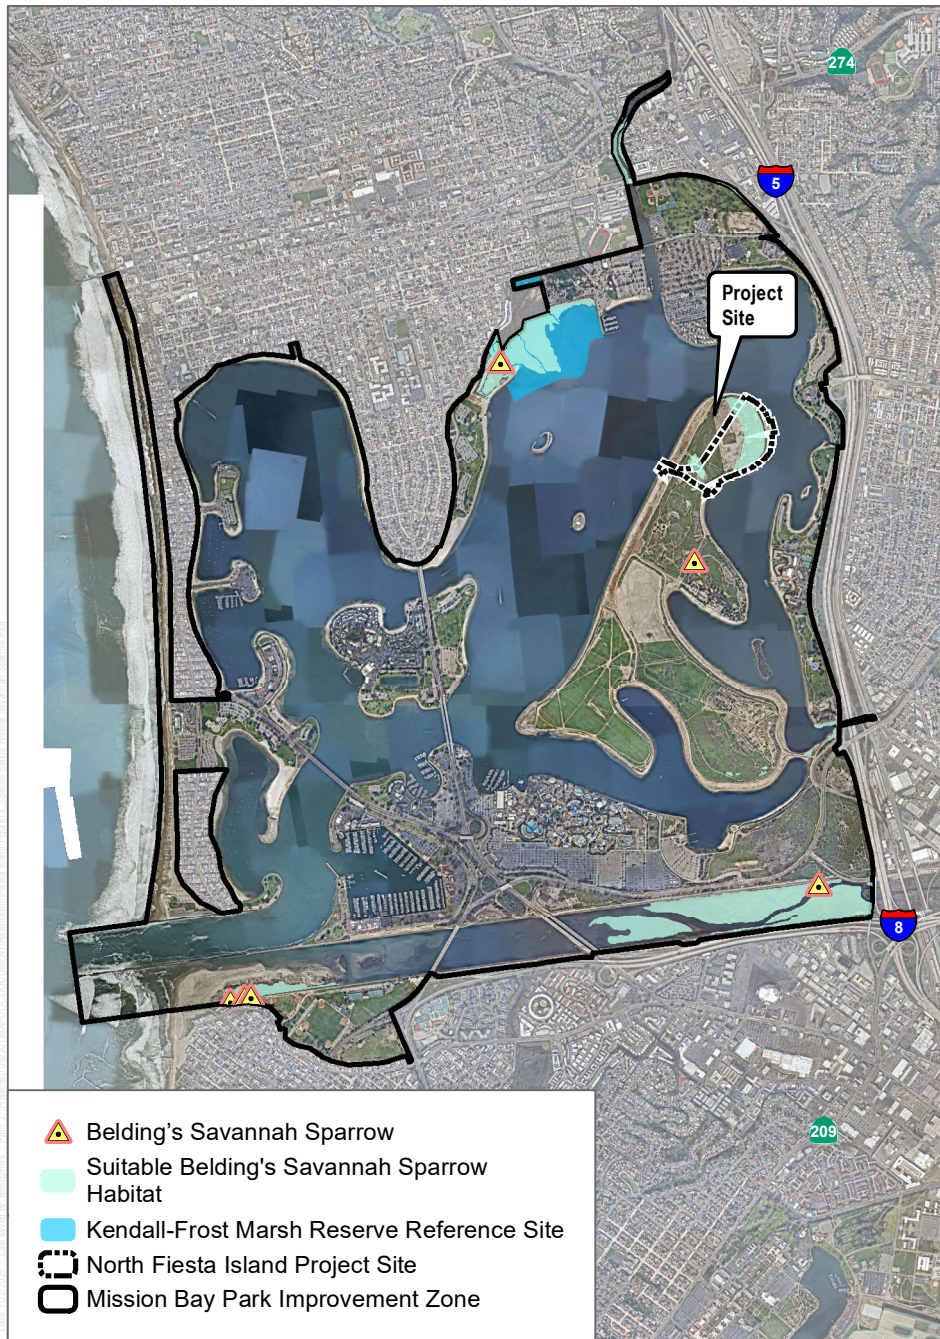 274
5
Project
Site
8
209
Belding’s Savannah Sparrow
Suitable Belding's Savannah Sparrow
Habitat
Kendall-Frost Marsh Reserve Reference Site
North Fiesta Island Project Site
Mission Bay Park Improvement Zone